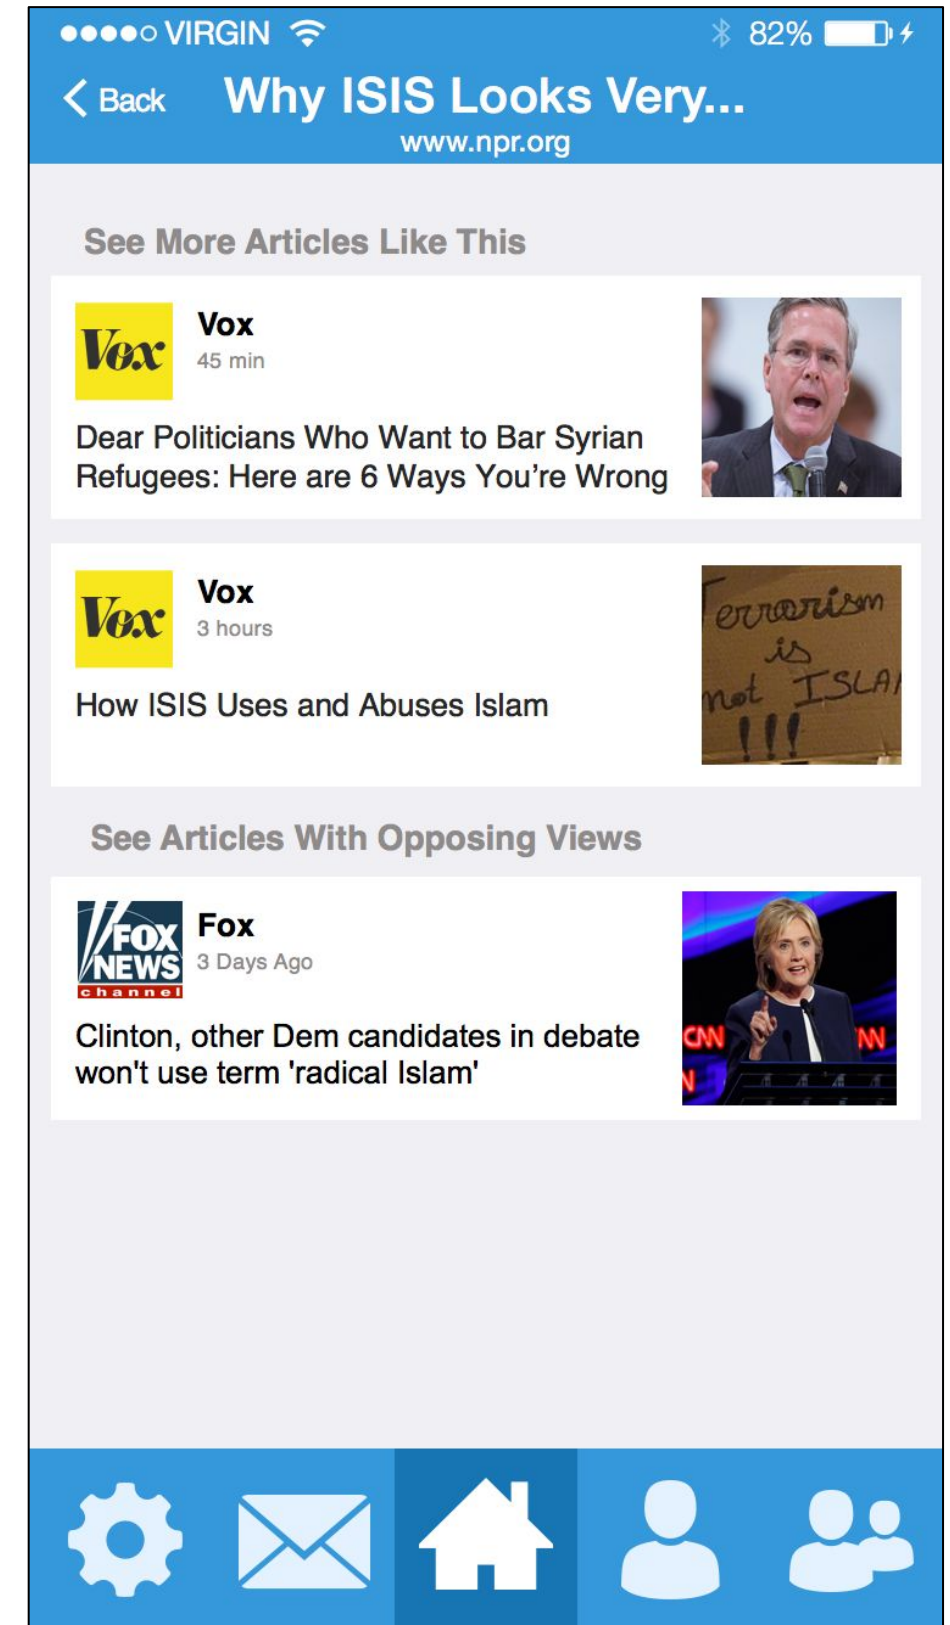 VIRGIN 82%
Back Why ISIS Looks Very...
www.npr.org
See More Articles Like This
Vox
Vox
45 min
Dear Politicians Who Want to Bar Syrian
Refugees: Here are 6 Ways You're Wrong
Vox
Vox
3 hours
How ISIS Uses and Abuses Islam
Terrorism
is
not ISLAM
!!!
See Articles With Opposing Views
FOX
NEWS
channel
Fox
3 Days Ago
Clinton, other Dem candidates in debate
won't use term 'radical Islam'
CNN NN
N